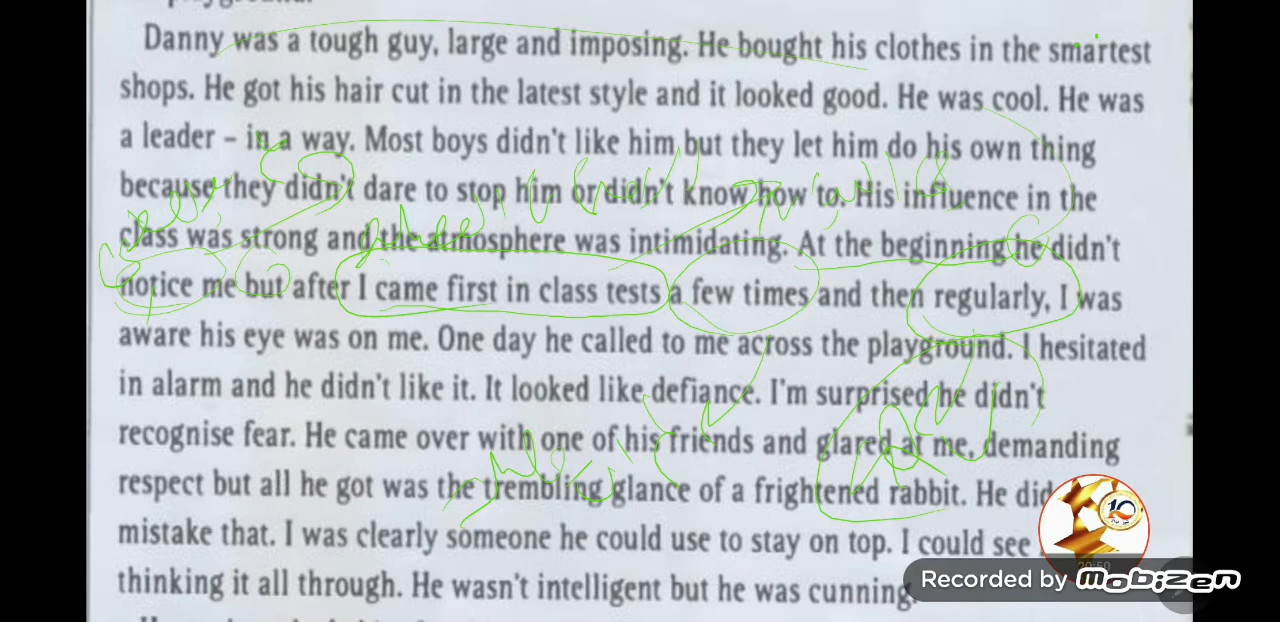 playground.
Danny was a tough guy, large and imposing. He bought his clothes in the smartest
shops. He got his hair cut in the latest style and it looked good. He was cool. He was
a leader – in a way. Most boys didn't like him but they let him do his own thing
because they didn't dare to stop him or didn't know how to. His influence in the
class was strong and the atmosphere was intimidating. At the beginning he didn't
notice me but after I came first in class tests a few times and then regularly, I was
aware his eye was on me. One day he called to me across the playground. I hesitated
in alarm and he didn't like it. It looked like defiance. I'm surprised he didn't
recognise fear. He came over with one of his friends and glared at me, demanding
respect but all he got was the trembling glance of a frightened rabbit. He did
mistake that. I was clearly someone he could use to stay on top. I could see
thinking it all through. He wasn't intelligent but he was cunning.
10
20:50
Recorded by Mobizen